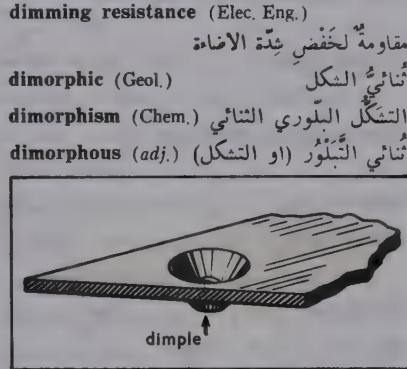 dimming resistance (Elec. Eng.)
مقاومةٌ لخَفْضِ شِدّة الاضاءة
dimorphic (Geol.) ثُنائيُّ الشكل
dimorphism (Chem.) التشكُّل البلّوري الثنائي
dimorphous (adj.) ثُنائي التَّبَلْوُر (او التشكل)
dimple